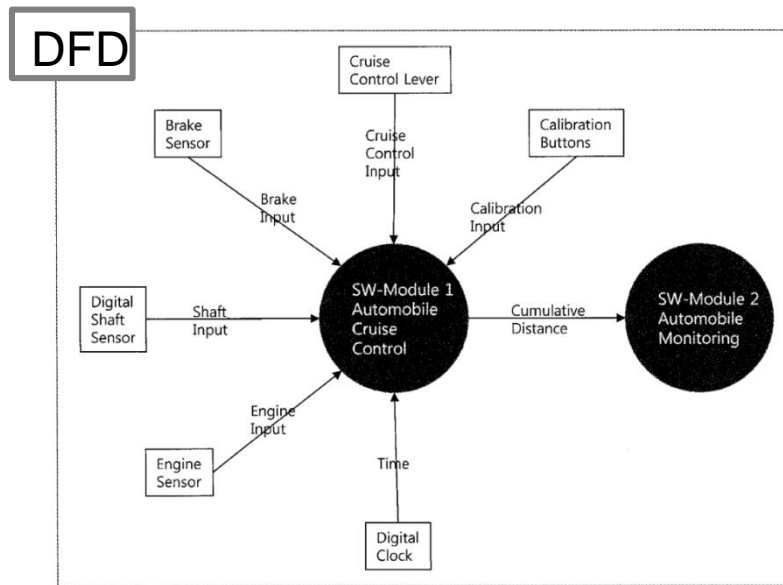 DFD
Cruise
Control Lever
Brake
Sensor
Calibration
Buttons
Cruise
Control
Input
Brake
Input
Calibration
Input
Digital
Shaft
Sensor
Shaft
Input
SW-Module 1
Automobile
Cruise
Control
Cumulative
Distance
SW-Module 2
Automobile
Monitoring
Engine
Input
Engine
Sensor
Time
Digital
Clock